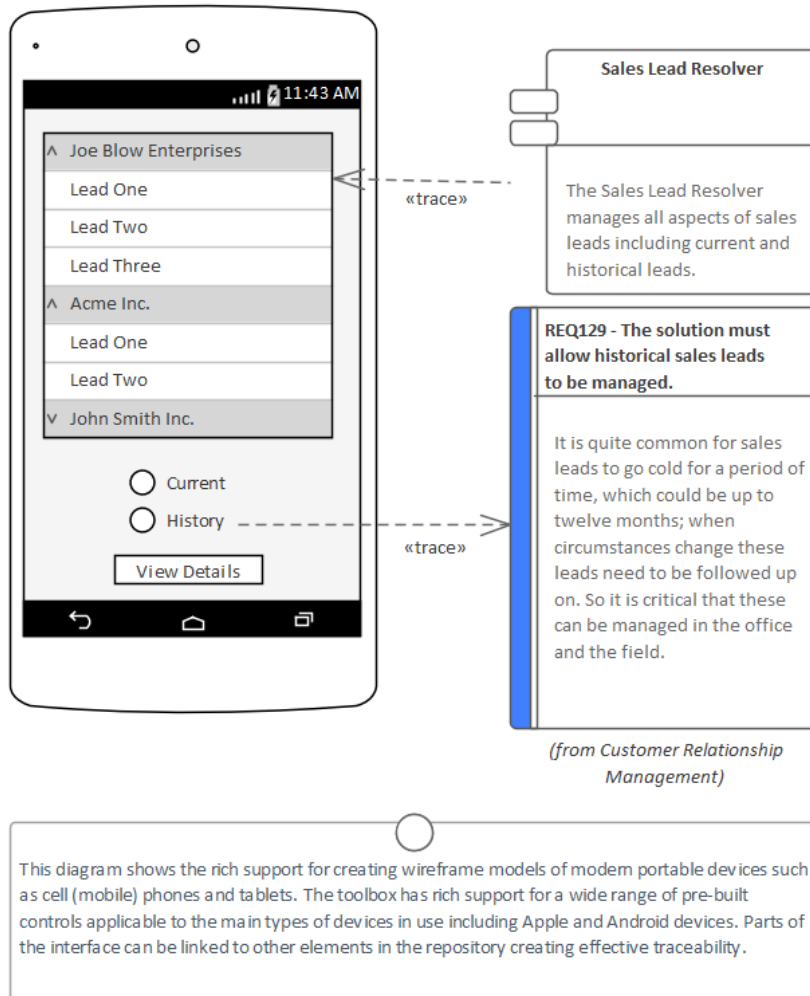 11:43 AM
Joe Blow Enterprises
Lead One
Lead Two
Lead Three
Acme Inc.
Lead One
Lead Two
John Smith Inc.
Current
History
View Details
«trace»
«trace»
Sales Lead Resolver
The Sales Lead Resolver
manages all aspects of sales
leads including current and
historical leads.
REQ129 - The solution must
allow historical sales leads
to be managed.
It is quite common for sales
leads to go cold for a period of
time, which could be up to
twelve months; when
circumstances change these
leads need to be followed up
on. So it is critical that these
can be managed in the office
and the field.
(from Customer Relationship
Management)
This diagram shows the rich support for creating wireframe models of modern portable devices such
as cell (mobile) phones and tablets. The toolbox has rich support for a wide range of pre-built
controls applicable to the main types of devices in use including Apple and Android devices. Parts of
the interface can be linked to other elements in the repository creating effective traceability.